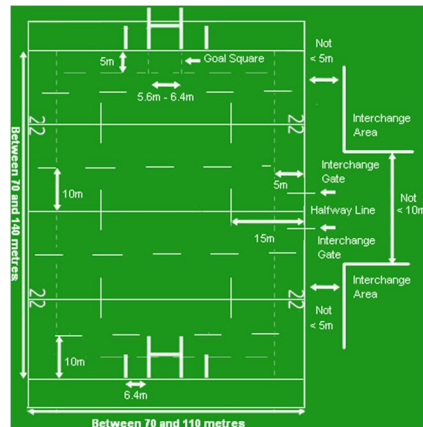 Not
< 5m
5m
Goal Square
5.6m - 6.4m
Interchange
Area
22
22
Interchange
Gate
5m
10m
Between 70 and 140 metres
Not
< 10m
Halfway Line
15m
Interchange
Gate
Interchange
Area
22
22
Not
< 5m
10m
6.4m
Between 70 and 110 metres